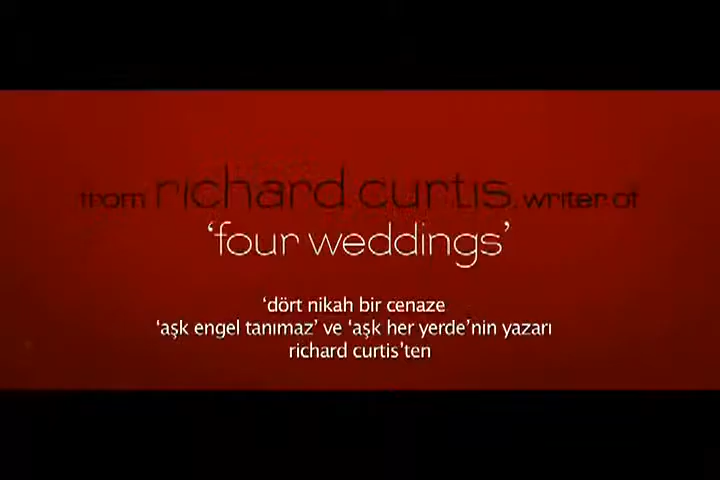 from richard curtis, writer of
‘four weddings’
‘dört nikah bir cenaze
‘aşk engel tanımaz’ ve ‘aşk her yerde’nin yazarı
richard curtis’ten